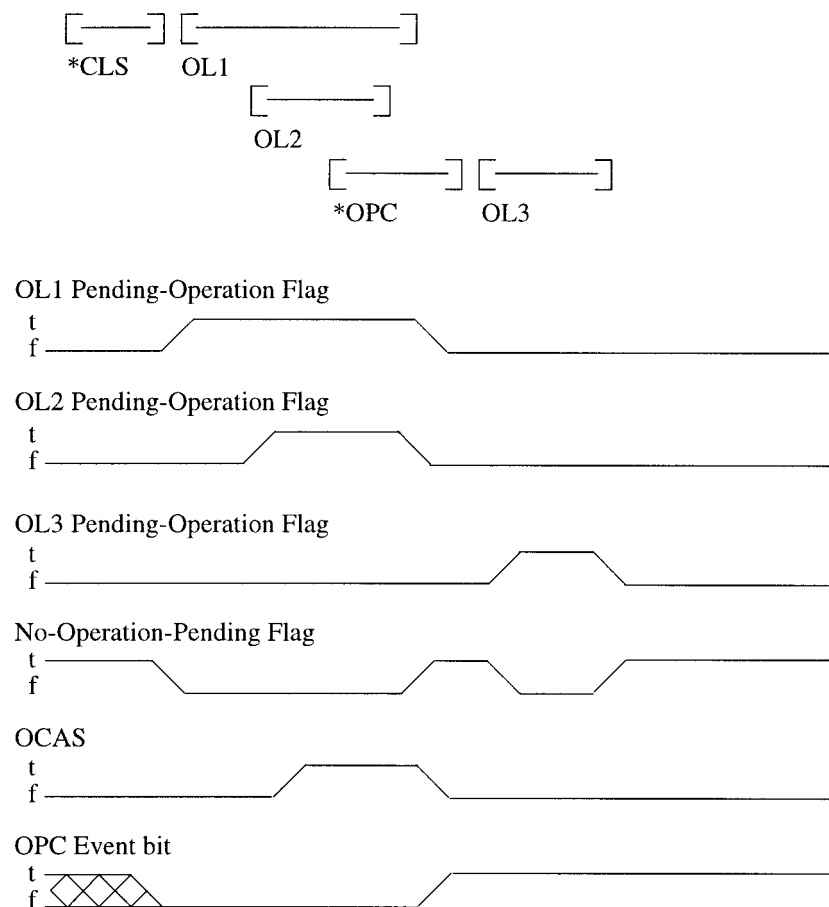 *CLS OL1
OL2
*OPC OL3
OL1 Pending-Operation Flag
t
f
OL2 Pending-Operation Flag
t
f
OL3 Pending-Operation Flag
t
f
No-Operation-Pending Flag
t
f
OCAS
t
f
OPC Event bit
t
f